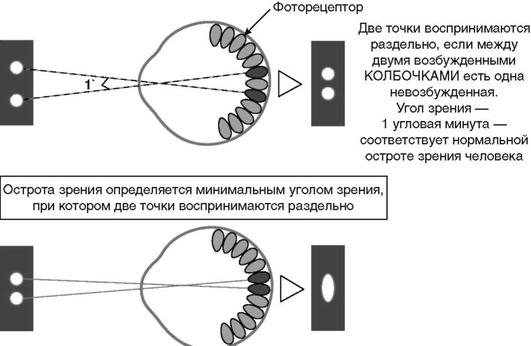 Фоторецептор
Две точки воспринимаются
раздельно, если между
двумя возбужденными
КОЛБОЧКАМИ есть одна
невозбужденная.
Угол зрения —
1 угловая минута —
соответствует нормальной
остроте зрения человека
1`
Острота зрения определяется минимальным углом зрения,
при котором две точки воспринимаются раздельно